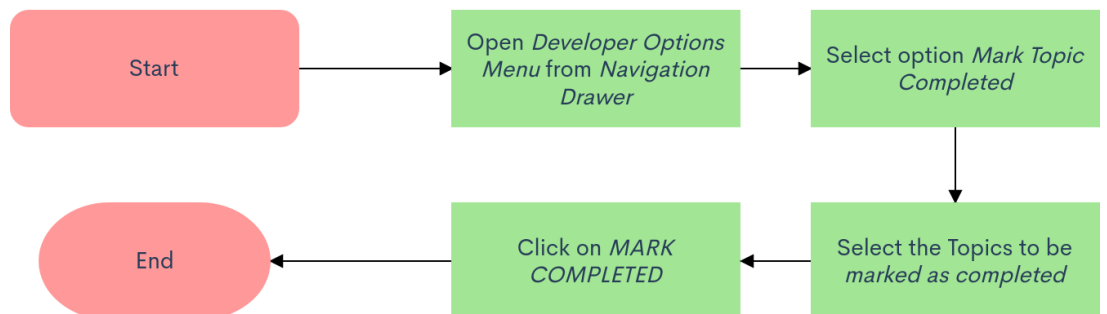 Start
Open Developer Options
Menu from Navigation
Drawer
Select option Mark Topic
Completed
Select the Topics to be
marked as completed
Click on MARK
COMPLETED
End